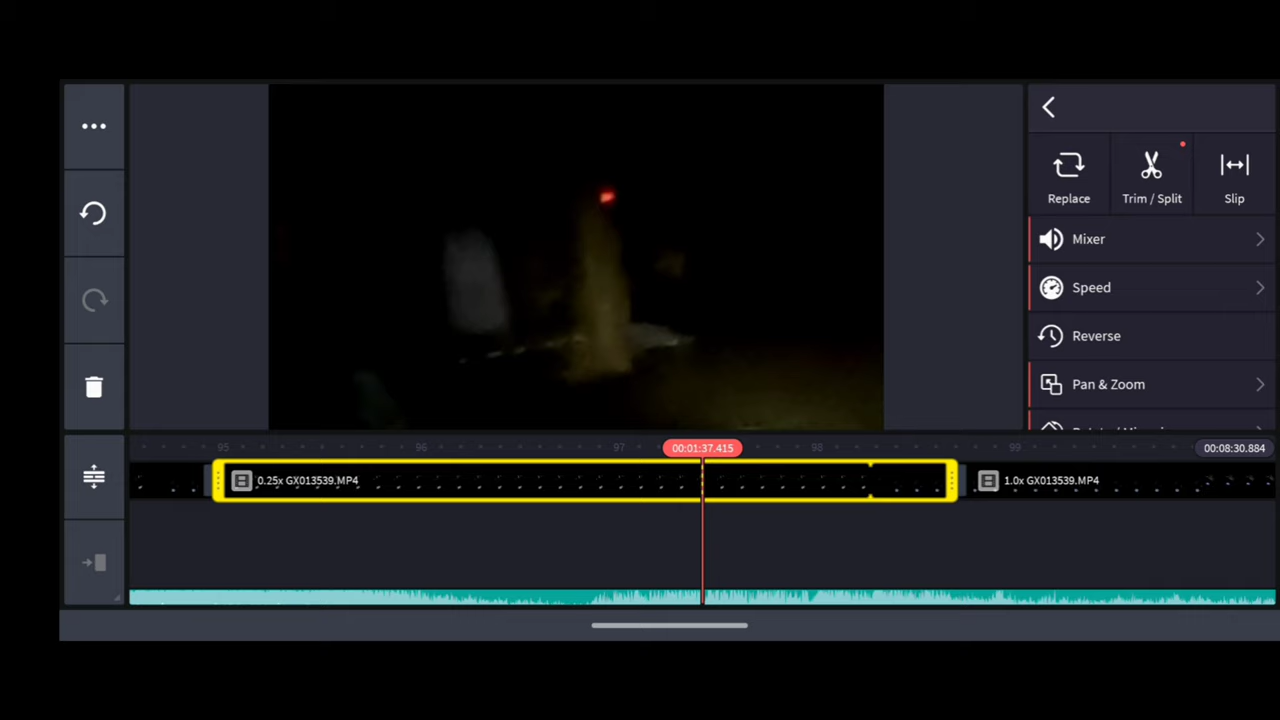 Replace
Trim / Split
Slip
Mixer
Speed
Reverse
Pan & Zoom
95
96
97
00:01:37.415
98
99
00:08:30.884
0.25x GX013539.MP4
1.0x GX013539.MP4